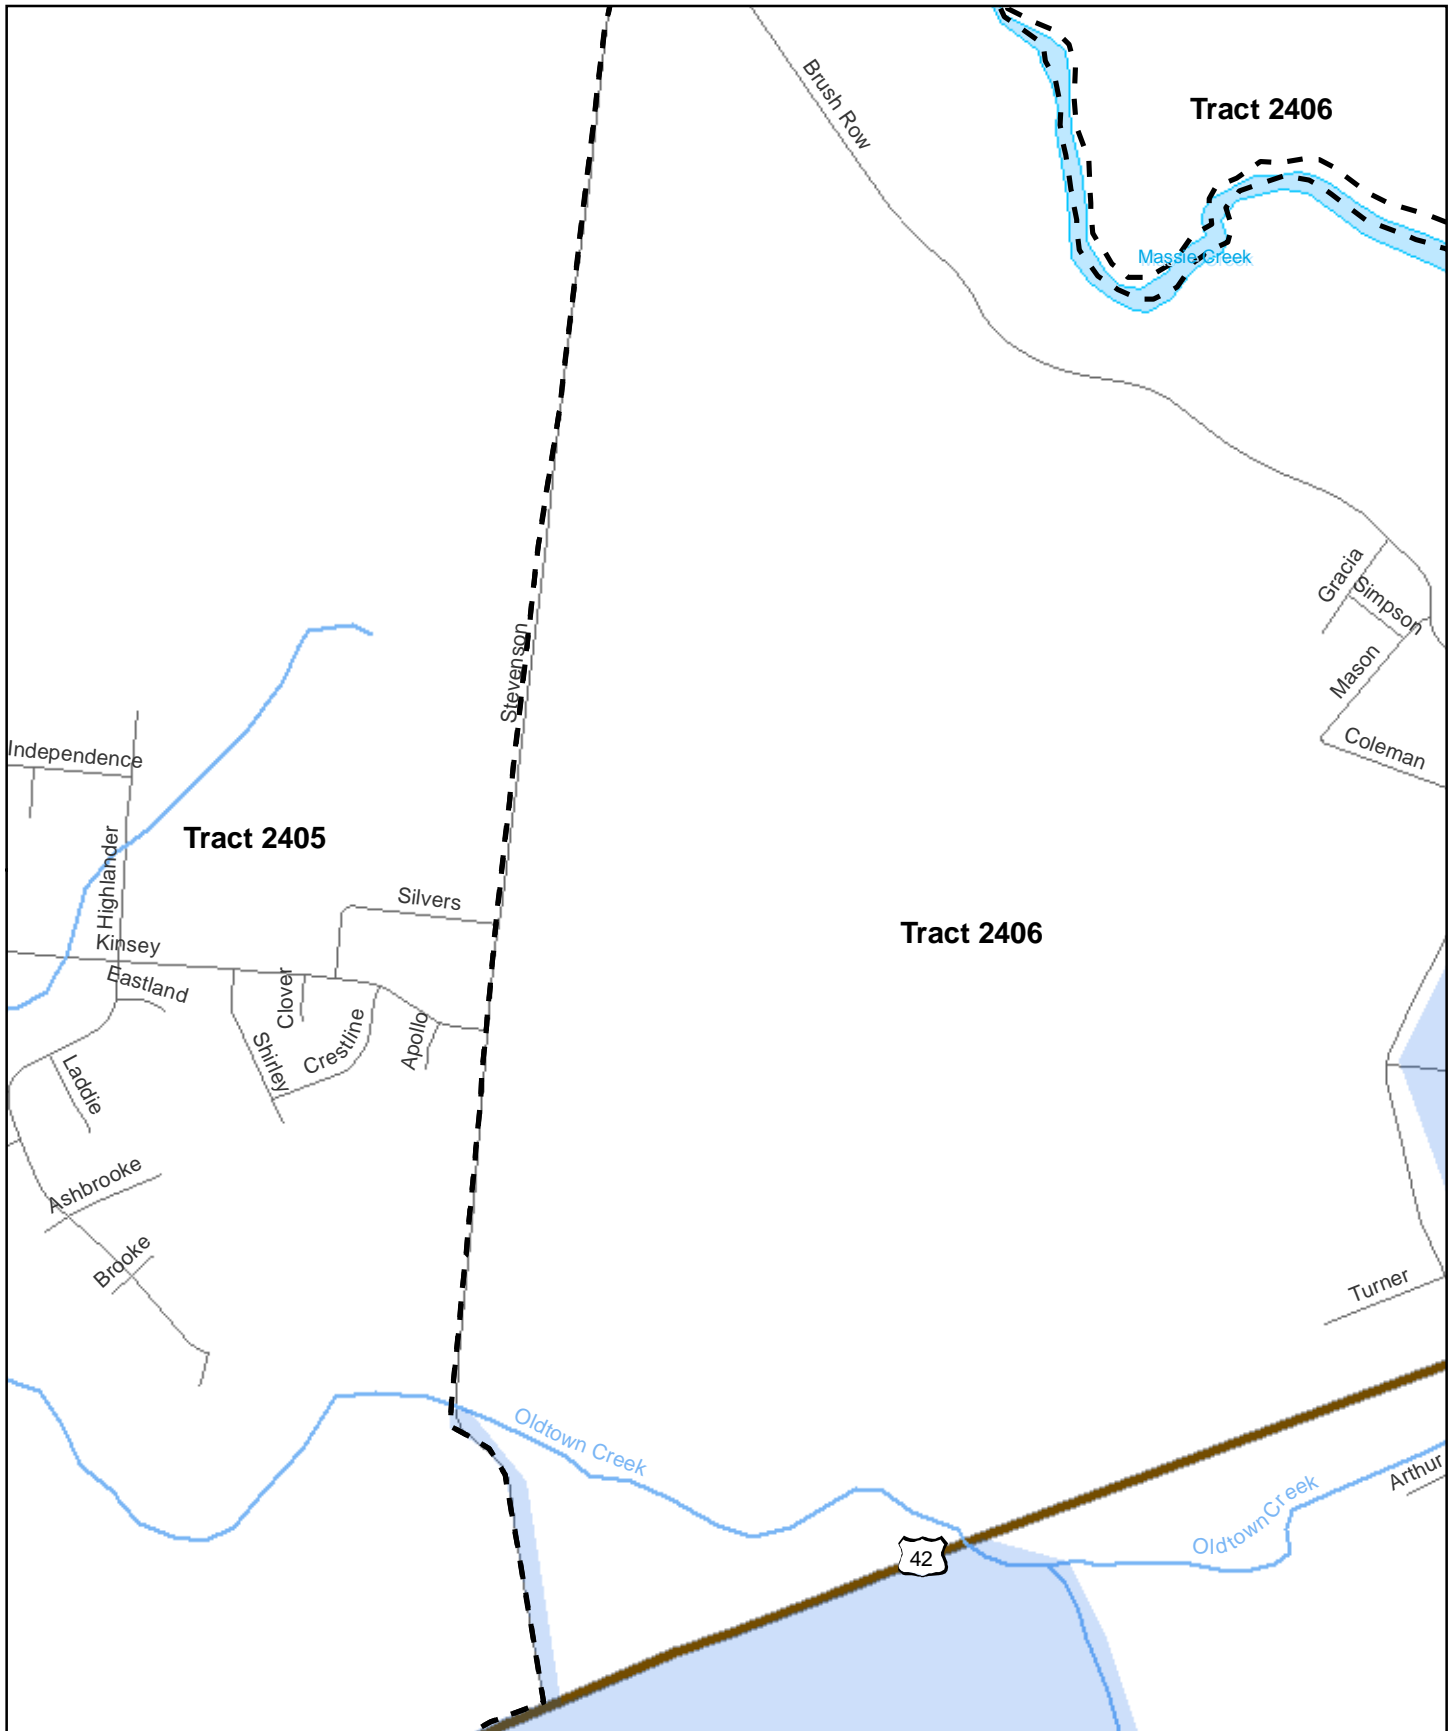 Brush Row
Tract 2406
Massie Creek
Gracia
Simpson
Stevenson
Mason
Independence
Coleman
Tract 2405
Highlander
Silvers
Tract 2406
Kinsey
Eastland
Clover
Shirley
Crestline
Apollo
Laddie
Ashbrooke
Brooke
Turner
Oldtown Creek
Arthur
Oldtown Creek
42